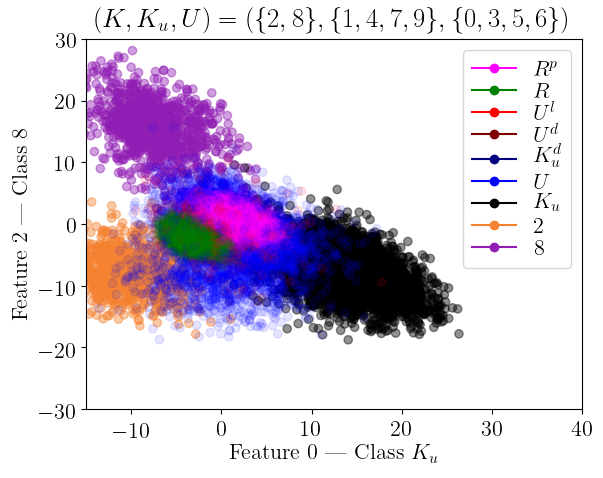 (K, K_u, U) = ({2, 8}, {1, 4, 7, 9}, {0, 3, 5, 6})
30
20
10
0
−10
−20
−30
Feature 2 — Class 8
R^p
R
U^l
U^d
K_u^d
U
K_u
2
8
−10
0
10
20
30
40
Feature 0 — Class K_u